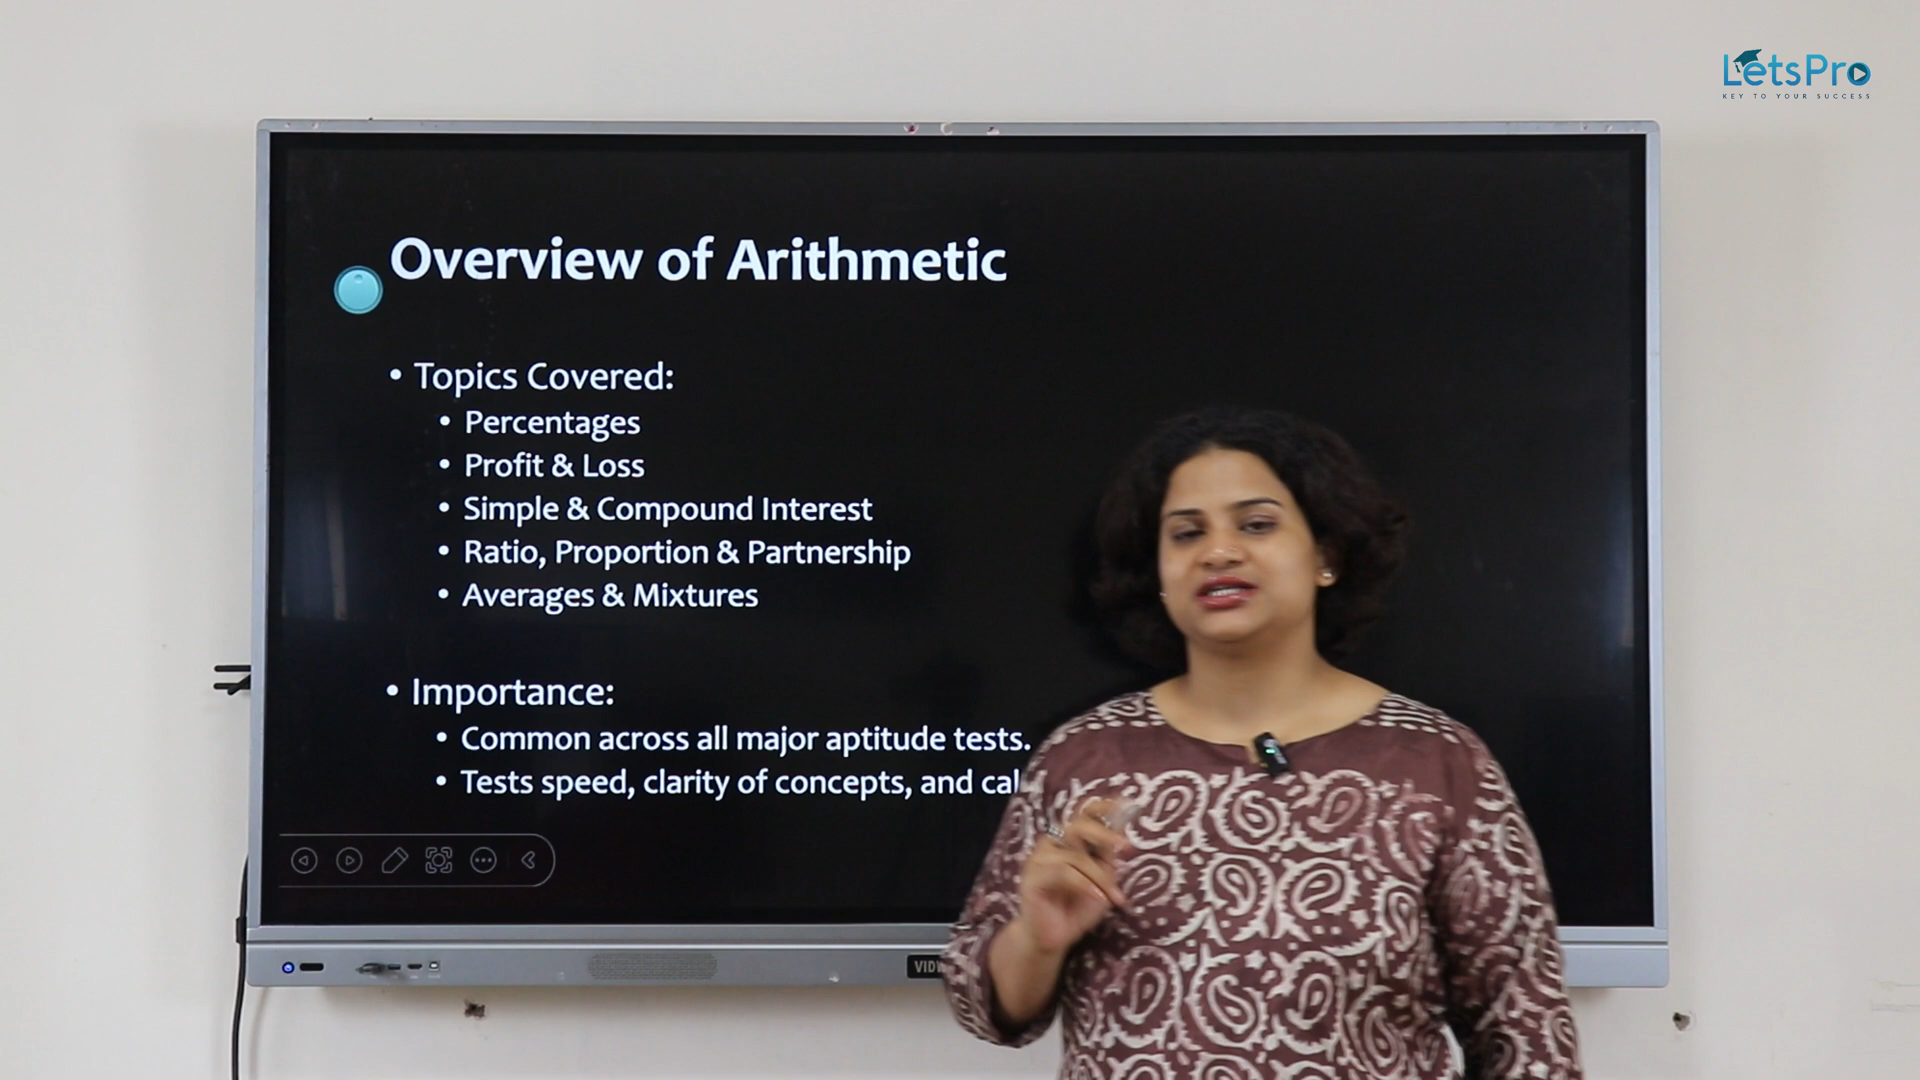 LetsPro
KEY TO YOUR SUCCESS
Overview of Arithmetic
• Topics Covered:
• Percentages
• Profit & Loss
• Simple & Compound Interest
• Ratio, Proportion & Partnership
• Averages & Mixtures
• Importance:
• Common across all major aptitude tests.
• Tests speed, clarity of concepts, and